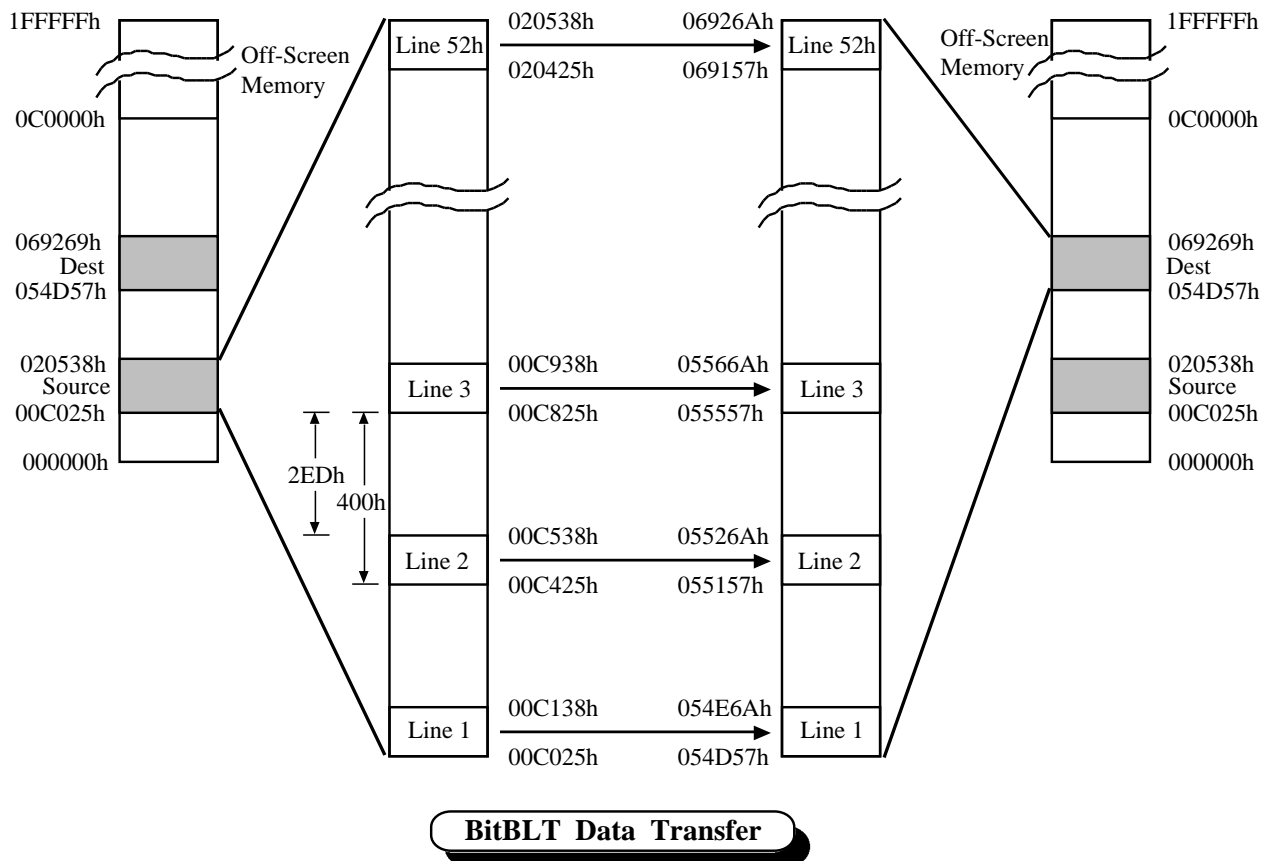 1FFFFFh
Off-Screen
Memory
0C0000h
069269h
Dest
054D57h
020538h
Source
00C025h
000000h
Line 52h
020538h
06926Ah
Line 52h
020425h
069157h
Line 3
00C938h
05566Ah
Line 3
00C825h
055557h
2EDh
400h
Line 2
00C538h
05526Ah
Line 2
00C425h
055157h
Line 1
00C138h
054E6Ah
Line 1
00C025h
054D57h
Off-Screen
Memory
1FFFFFh
0C0000h
069269h
Dest
054D57h
020538h
Source
00C025h
000000h
BitBLT Data Transfer